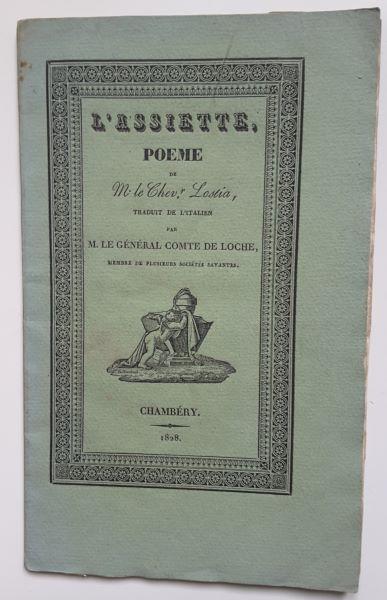 L'ASSIETTE,
POEME
DE
M.r le Chev.r Lostia,
TRADUIT DE L'ITALIEN
PAR
M. LE GÉNÉRAL COMTE DE LOCHE,
MEMBRE DE PLUSIEURS SOCIÉTÉS SAVANTES.
CHAMBÉRY.
1828.